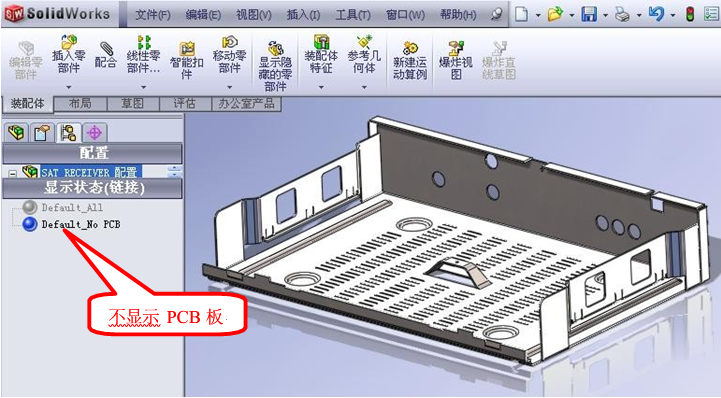 SolidWorks 文件(F) 编辑(E) 视图(V) 插入(I) 工具(T) 窗口(W) 帮助(H)
编辑零部件 插入零部件 配合 线性零部件... 智能扣件 移动零部件 显示隐藏的零部件 装配体特征 参考几何体 新建运动算例 爆炸视图 爆炸直线草图
装配体 布局 草图 评估 办公室产品
配置
SAT RECEIVER 配置
显示状态(链接)
Default_All
Default_No PCB
不显示 PCB 板